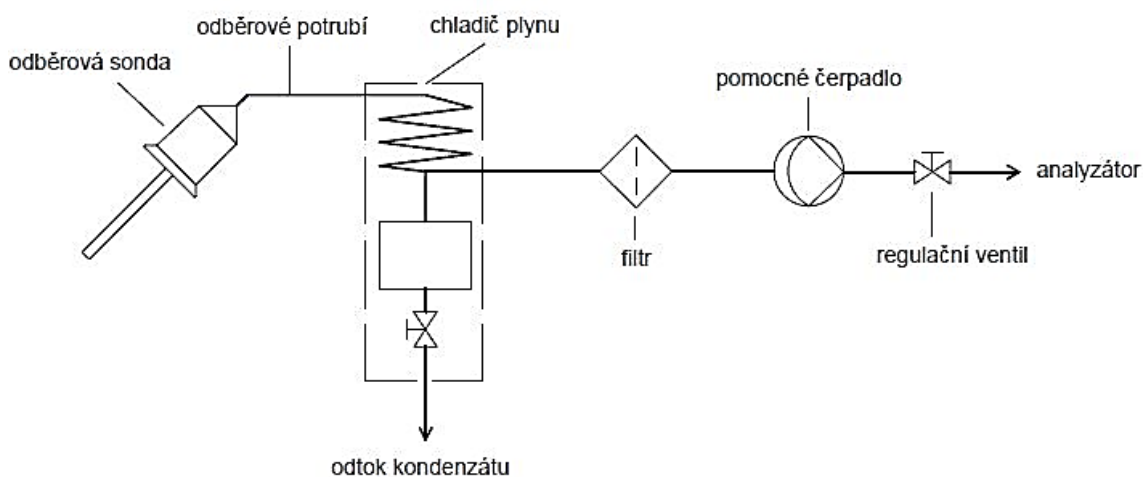 odběrové potrubí
chladič plynu
odběrová sonda
pomocné čerpadlo
analyzátor
filtr
regulační ventil
odtok kondenzátu